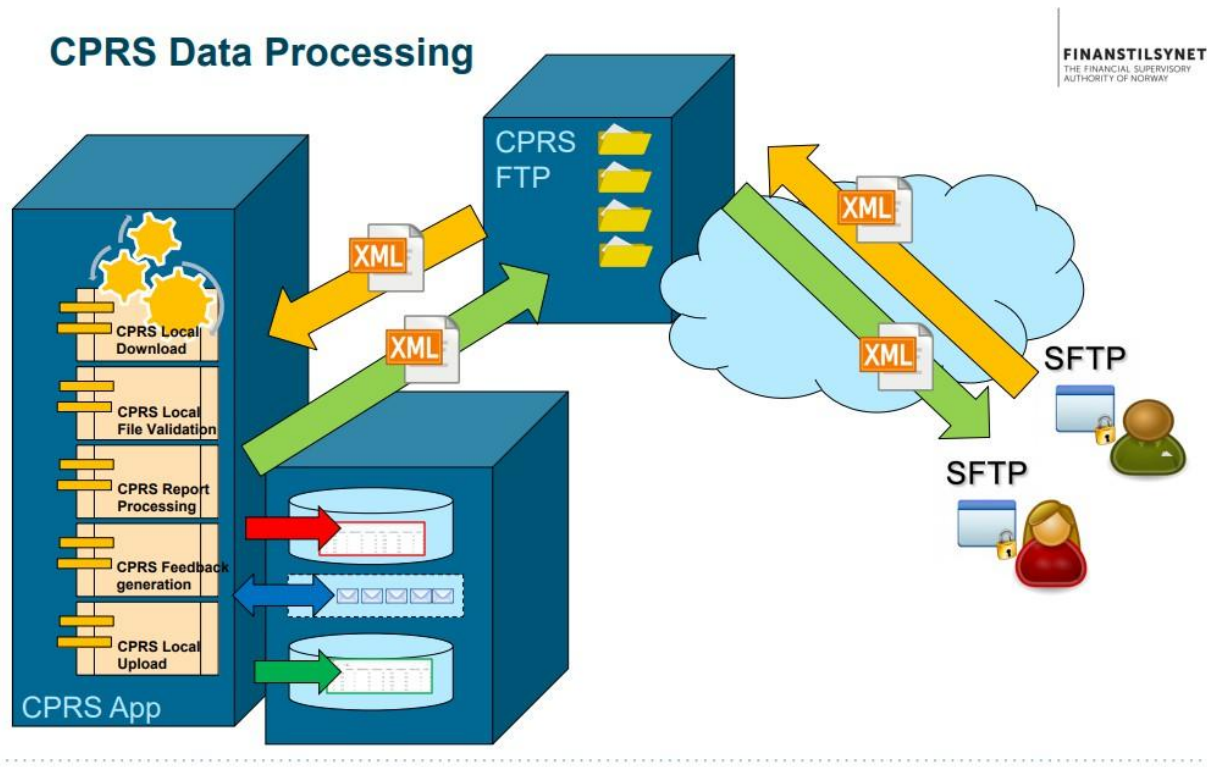 CPRS Data Processing
FINANSTILSYNET
THE FINANCIAL SUPERVISORY
AUTHORITY OF NORWAY
CPRS
FTP
XML
XML
XML
XML
SFTP
SFTP
CPRS Local
Download
CPRS Local
File Validation
CPRS Report
Processing
CPRS Feedback
generation
CPRS Local
Upload
CPRS App